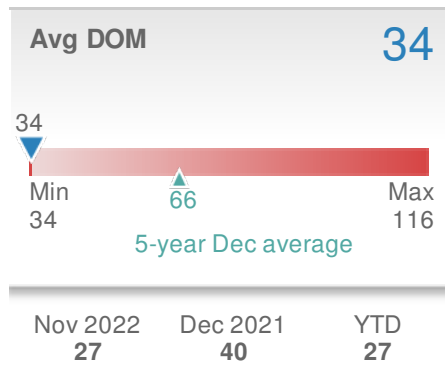 Avg DOM 34
34
Min Max
34 66 116
5-year Dec average
Nov 2022 Dec 2021 YTD
27 40 27